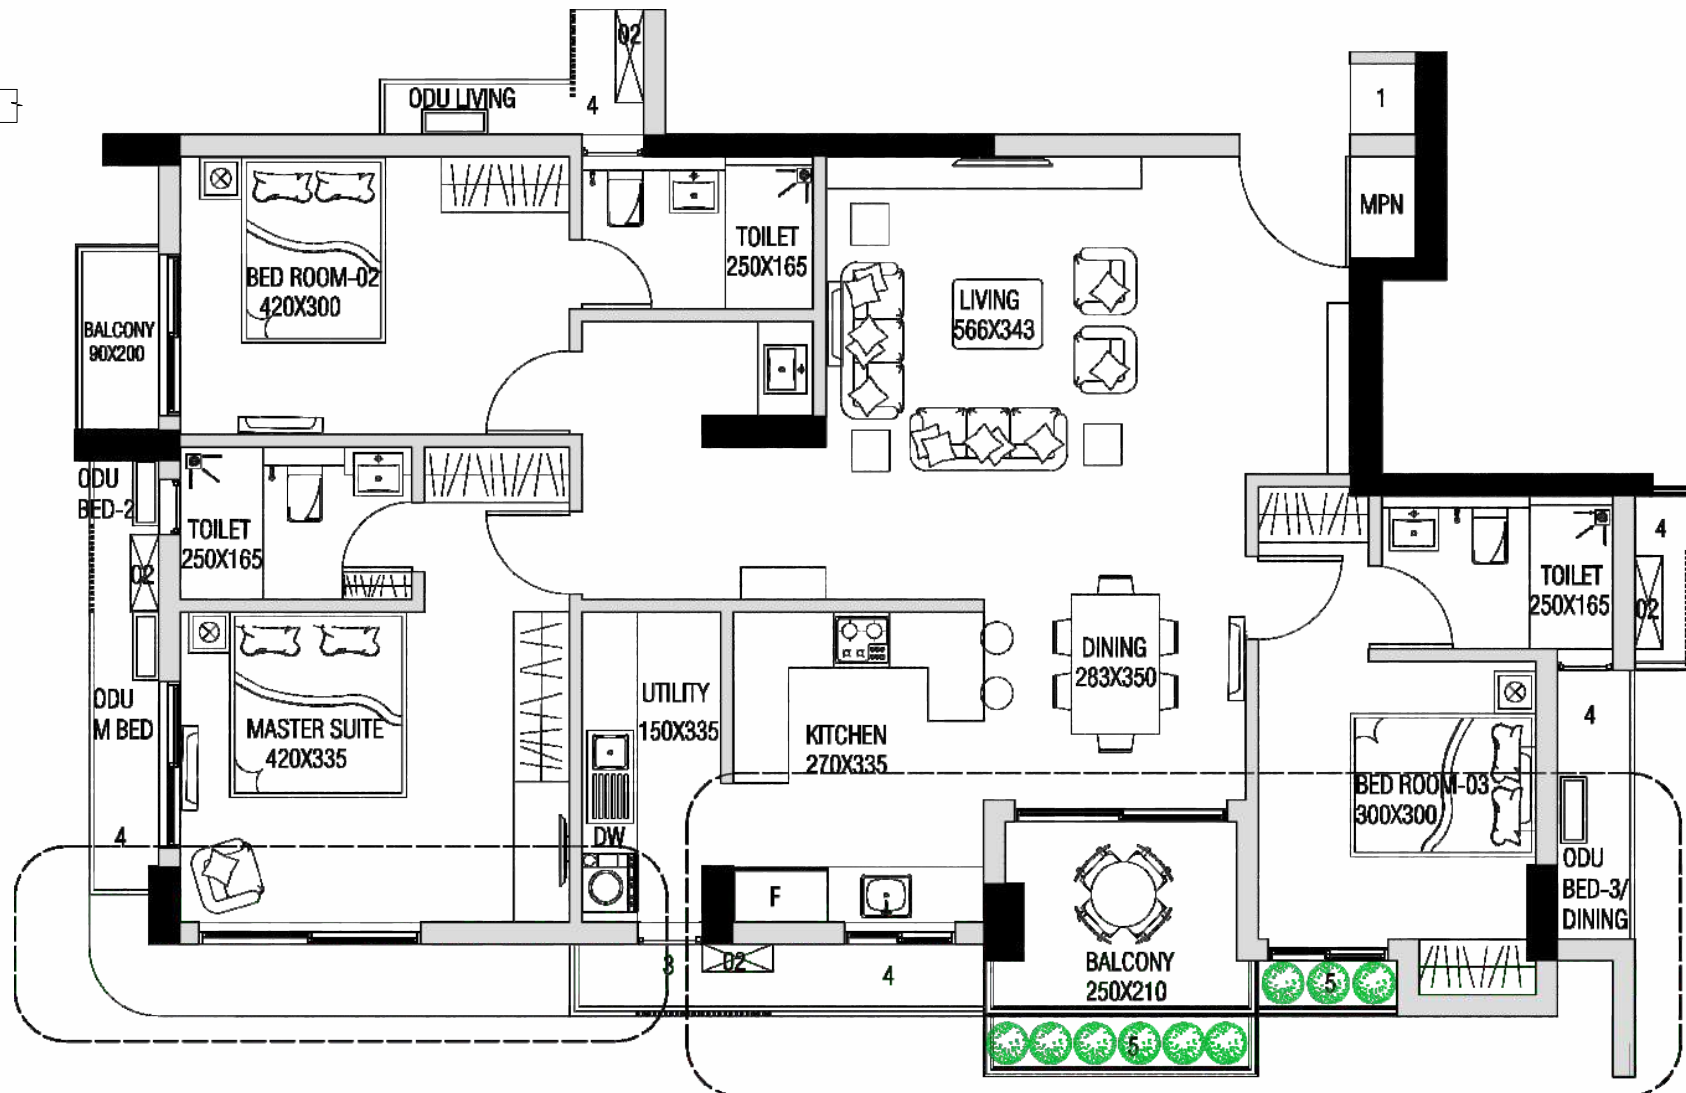 02
ODU LIVING
4
1
MPN
TOILET
250X165
BED ROOM-02
420X300
LIVING
566X343
BALCONY
90X200
ODU
BED-2
TOILET
250X165
02
4
TOILET
250X165
02
DINING
283X350
UTILITY
150X335
ODU
M BED
MASTER SUITE
420X335
KITCHEN
270X335
4
BED ROOM-03
300X300
4
DW
ODU
BED-3/
DINING
F
3
02
4
BALCONY
250X210
5
5